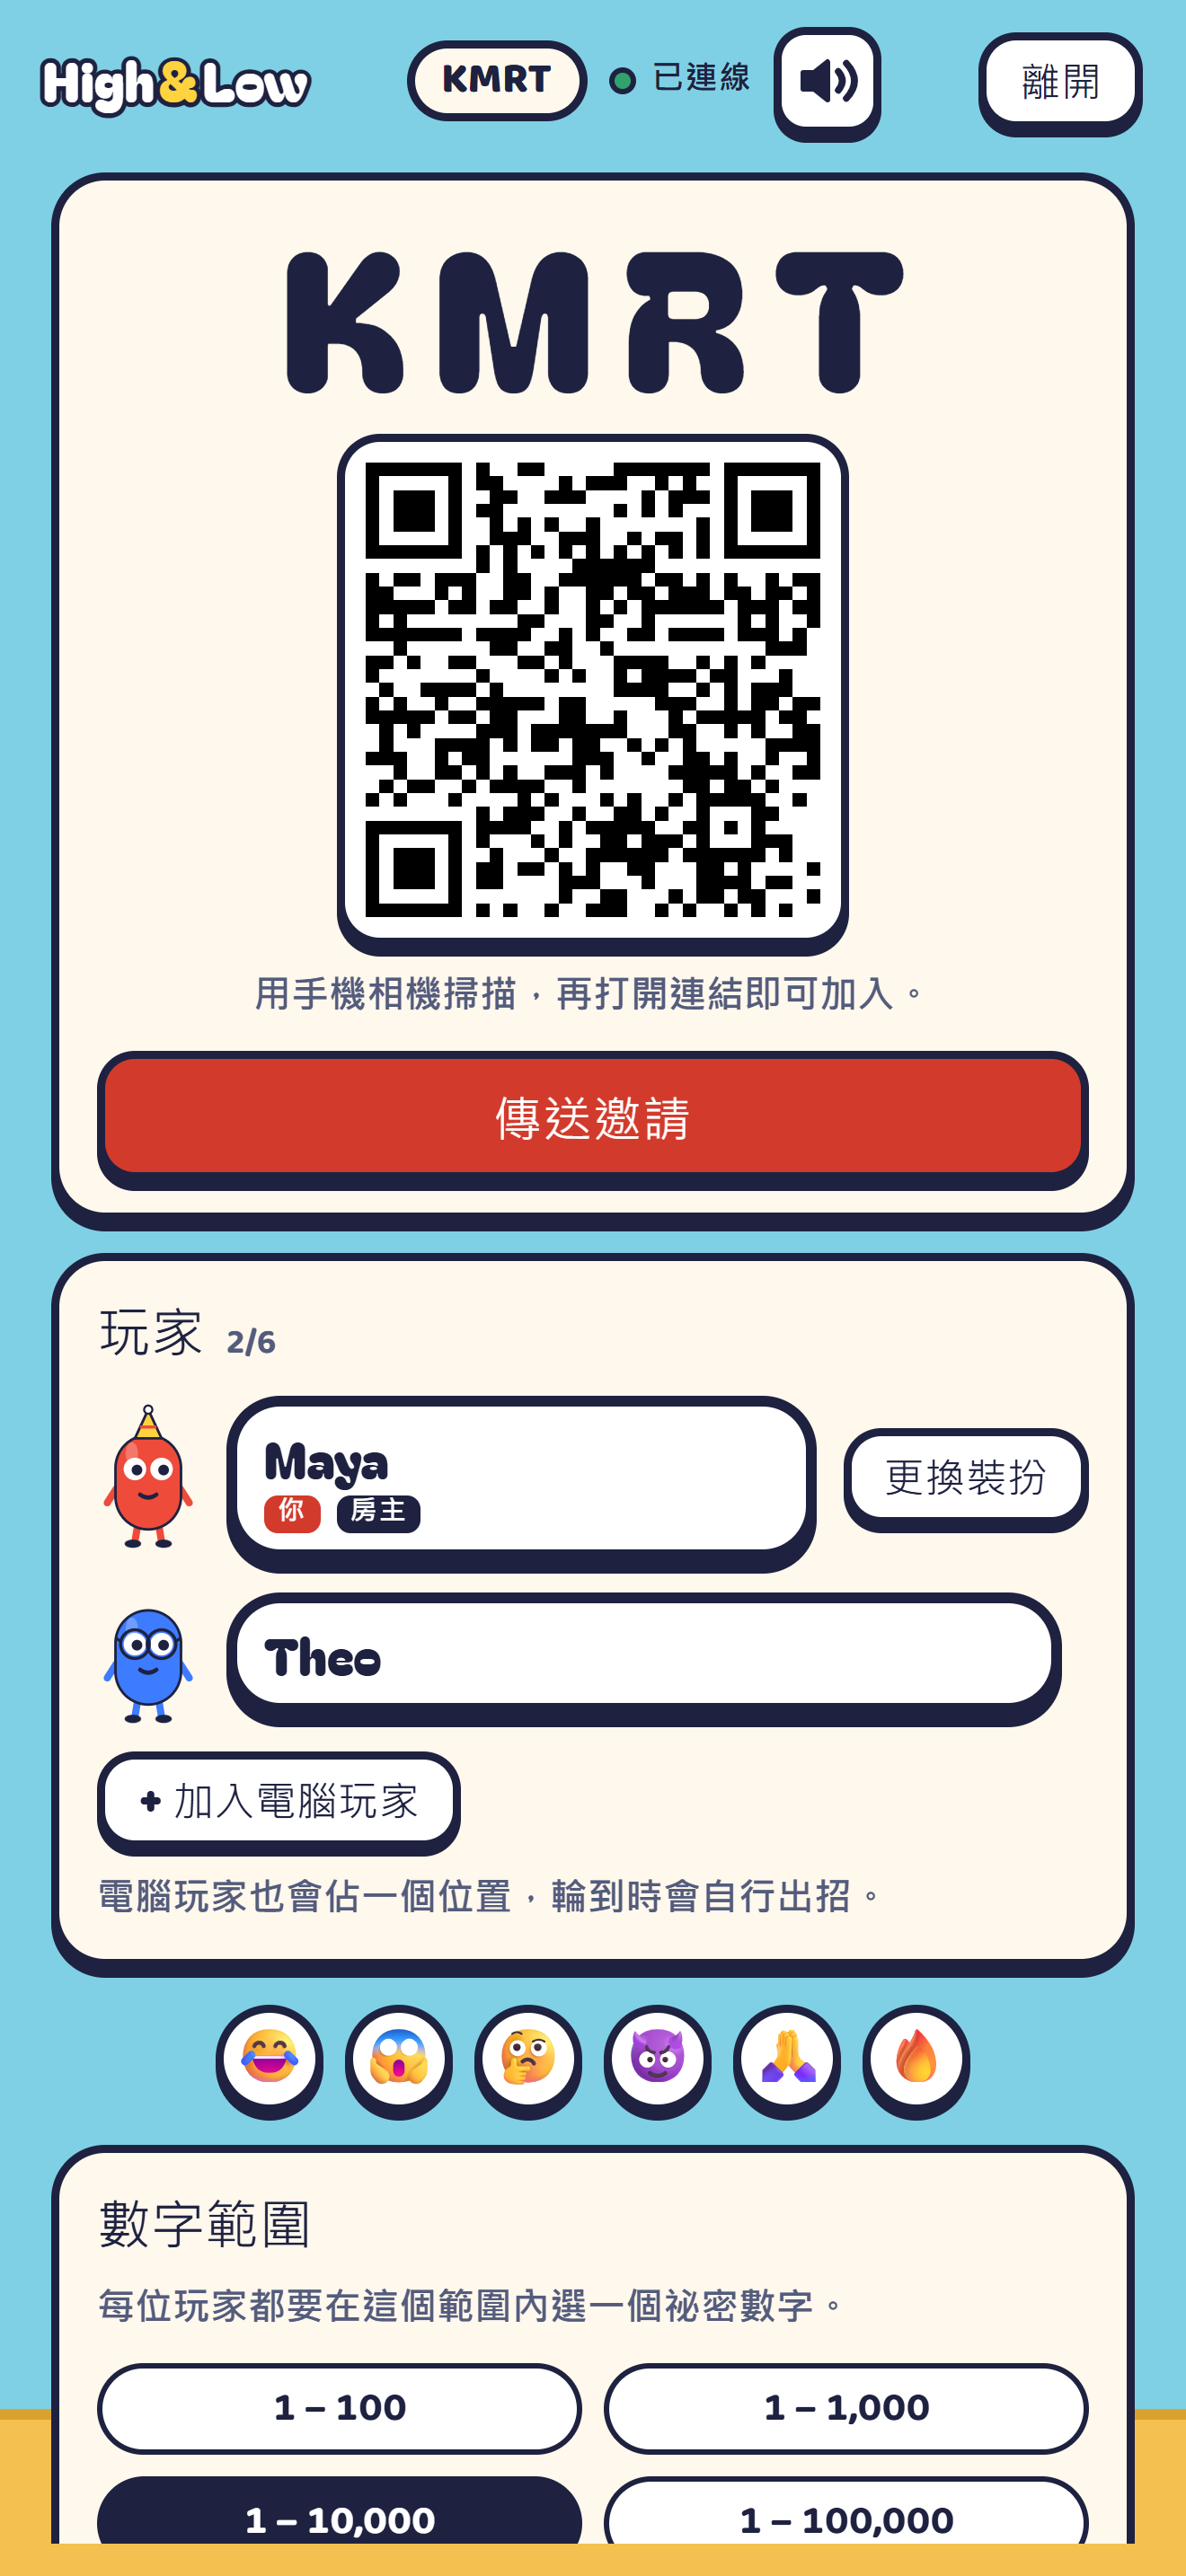 High&Low
KMRT
已連線
離開
KMRT
用手機相機掃描，再打開連結即可加入。
傳送邀請
玩家 2/6
Maya
你 房主
更換裝扮
Theo
+ 加入電腦玩家
電腦玩家也會佔一個位置，輪到時會自行出招。
數字範圍
每位玩家都要在這個範圍內選一個祕密數字。
1 – 100
1 – 1,000
1 – 10,000
1 – 100,000